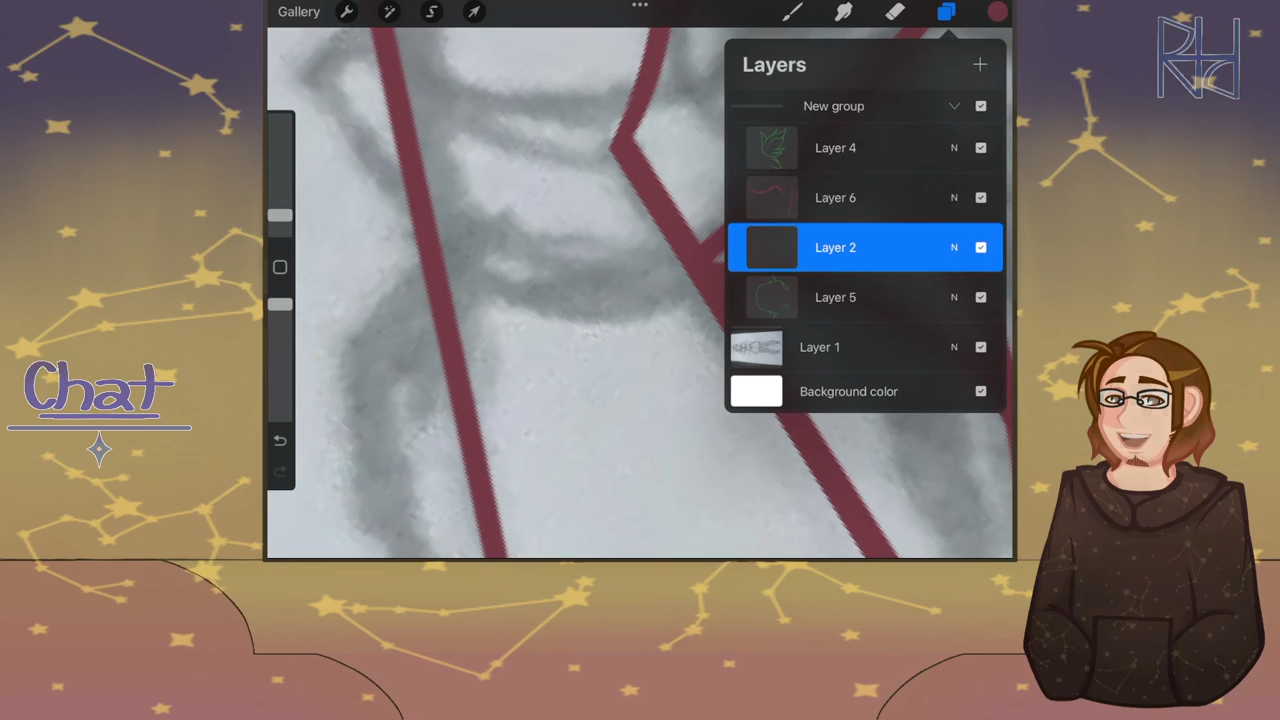 Gallery
Layers
New group
Layer 4 N
Layer 6 N
Layer 2 N
Layer 5 N
Layer 1 N
Background color
Chat